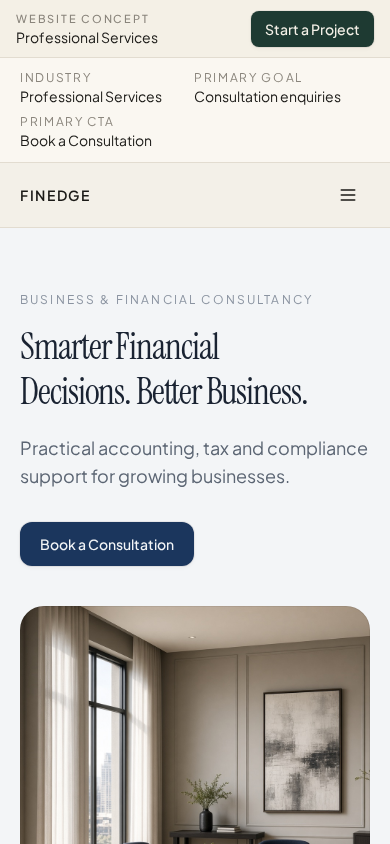 WEBSITE CONCEPT
Professional Services
Start a Project
INDUSTRY
Professional Services
PRIMARY GOAL
Consultation enquiries
PRIMARY CTA
Book a Consultation
FINEDGE
BUSINESS & FINANCIAL CONSULTANCY
Smarter Financial
Decisions. Better Business.
Practical accounting, tax and compliance
support for growing businesses.
Book a Consultation